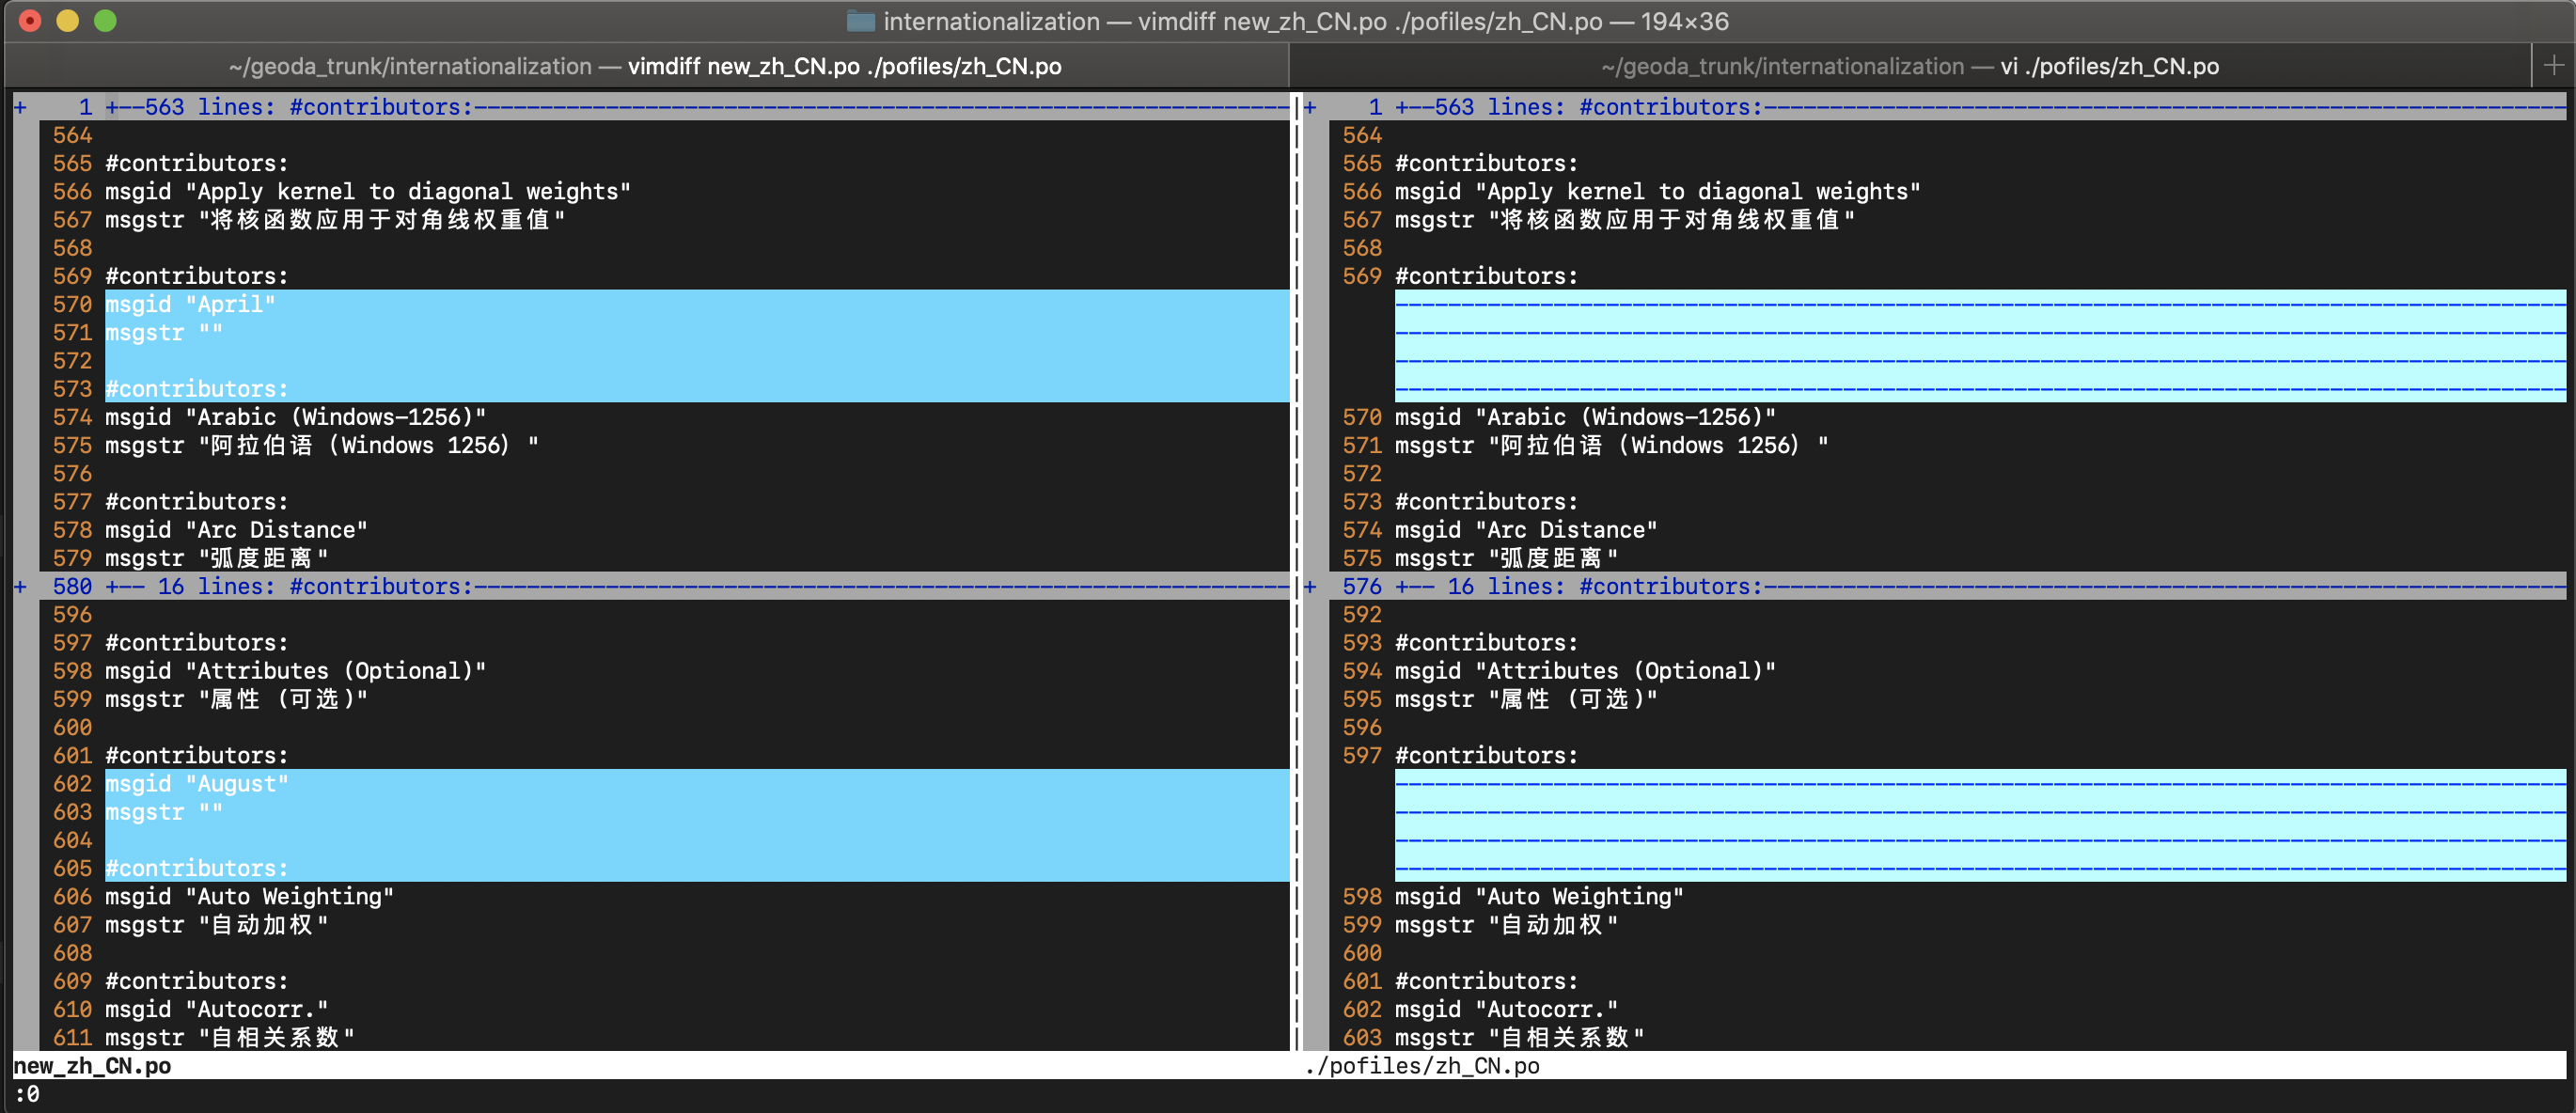 internationalization — vimdiff new_zh_CN.po ./pofiles/zh_CN.po — 194×36
~/geoda_trunk/internationalization — vimdiff new_zh_CN.po ./pofiles/zh_CN.po
~/geoda_trunk/internationalization — vi ./pofiles/zh_CN.po
+ 1 +--563 lines: #contributors:
564
565 #contributors:
566 msgid "Apply kernel to diagonal weights"
567 msgstr "将核函数应用于对角线权重值"
568
569 #contributors:
570 msgid "April"
571 msgstr ""
572
573 #contributors:
574 msgid "Arabic (Windows-1256)"
575 msgstr "阿拉伯语（Windows 1256）"
576
577 #contributors:
578 msgid "Arc Distance"
579 msgstr "弧度距离"
+ 580 +-- 16 lines: #contributors:
596
597 #contributors:
598 msgid "Attributes (Optional)"
599 msgstr "属性 (可选)"
600
601 #contributors:
602 msgid "August"
603 msgstr ""
604
605 #contributors:
606 msgid "Auto Weighting"
607 msgstr "自动加权"
608
609 #contributors:
610 msgid "Autocorr."
611 msgstr "自相关系数"
new_zh_CN.po
:0
+ 1 +--563 lines: #contributors:
564
565 #contributors:
566 msgid "Apply kernel to diagonal weights"
567 msgstr "将核函数应用于对角线权重值"
568
569 #contributors:
570 msgid "Arabic (Windows-1256)"
571 msgstr "阿拉伯语（Windows 1256）"
572
573 #contributors:
574 msgid "Arc Distance"
575 msgstr "弧度距离"
+ 576 +-- 16 lines: #contributors:
592
593 #contributors:
594 msgid "Attributes (Optional)"
595 msgstr "属性 (可选)"
596
597 #contributors:
598 msgid "Auto Weighting"
599 msgstr "自动加权"
600
601 #contributors:
602 msgid "Autocorr."
603 msgstr "自相关系数"
./pofiles/zh_CN.po